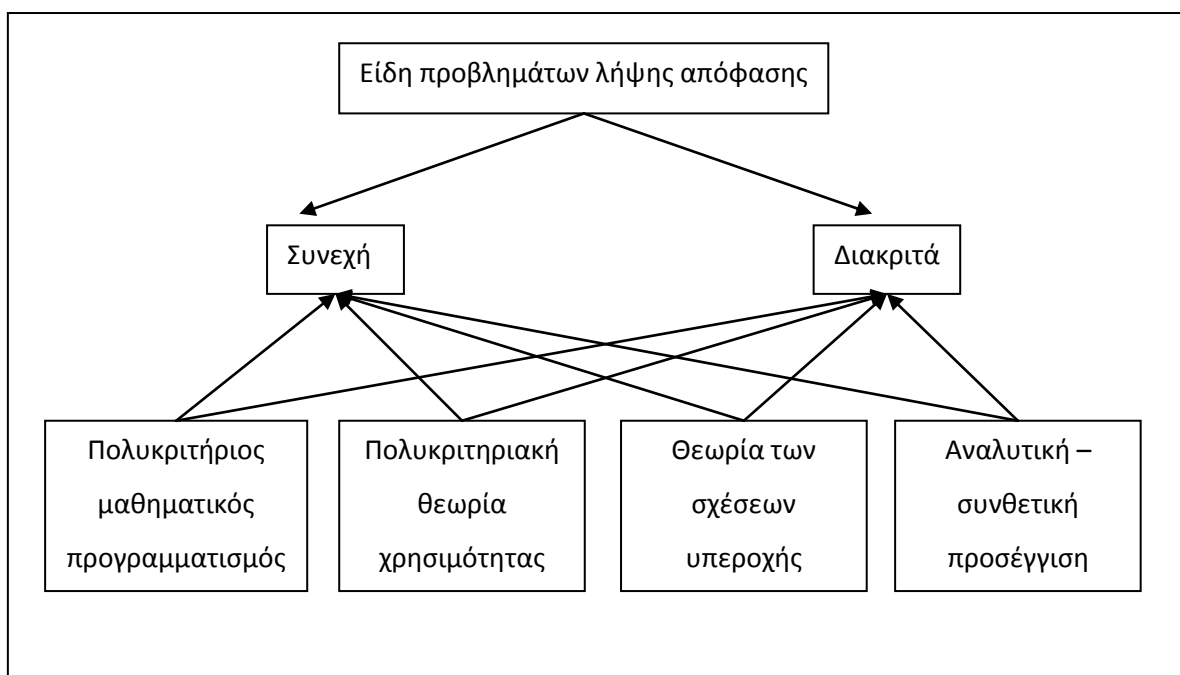 Είδη προβλημάτων λήψης απόφασης
Συνεχή
Διακριτά
Πολυκριτήριος
μαθηματικός
προγραμματισμός
Πολυκριτηριακή
θεωρία
χρησιμότητας
Θεωρία των
σχέσεων
υπεροχής
Αναλυτική –
συνθετική
προσέγγιση